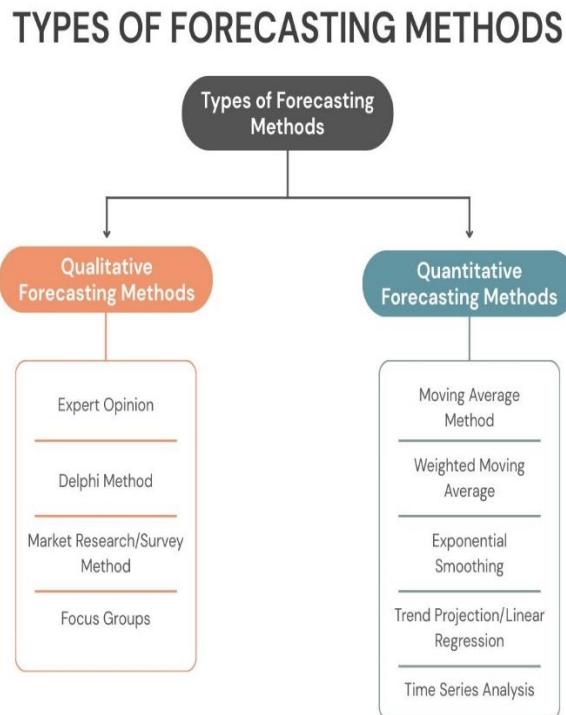 TYPES OF FORECASTING METHODS
Types of Forecasting
Methods
Qualitative
Forecasting Methods
Expert Opinion
Delphi Method
Market Research/Survey
Method
Focus Groups
Quantitative
Forecasting Methods
Moving Average
Method
Weighted Moving
Average
Exponential
Smoothing
Trend Projection/Linear
Regression
Time Series Analysis